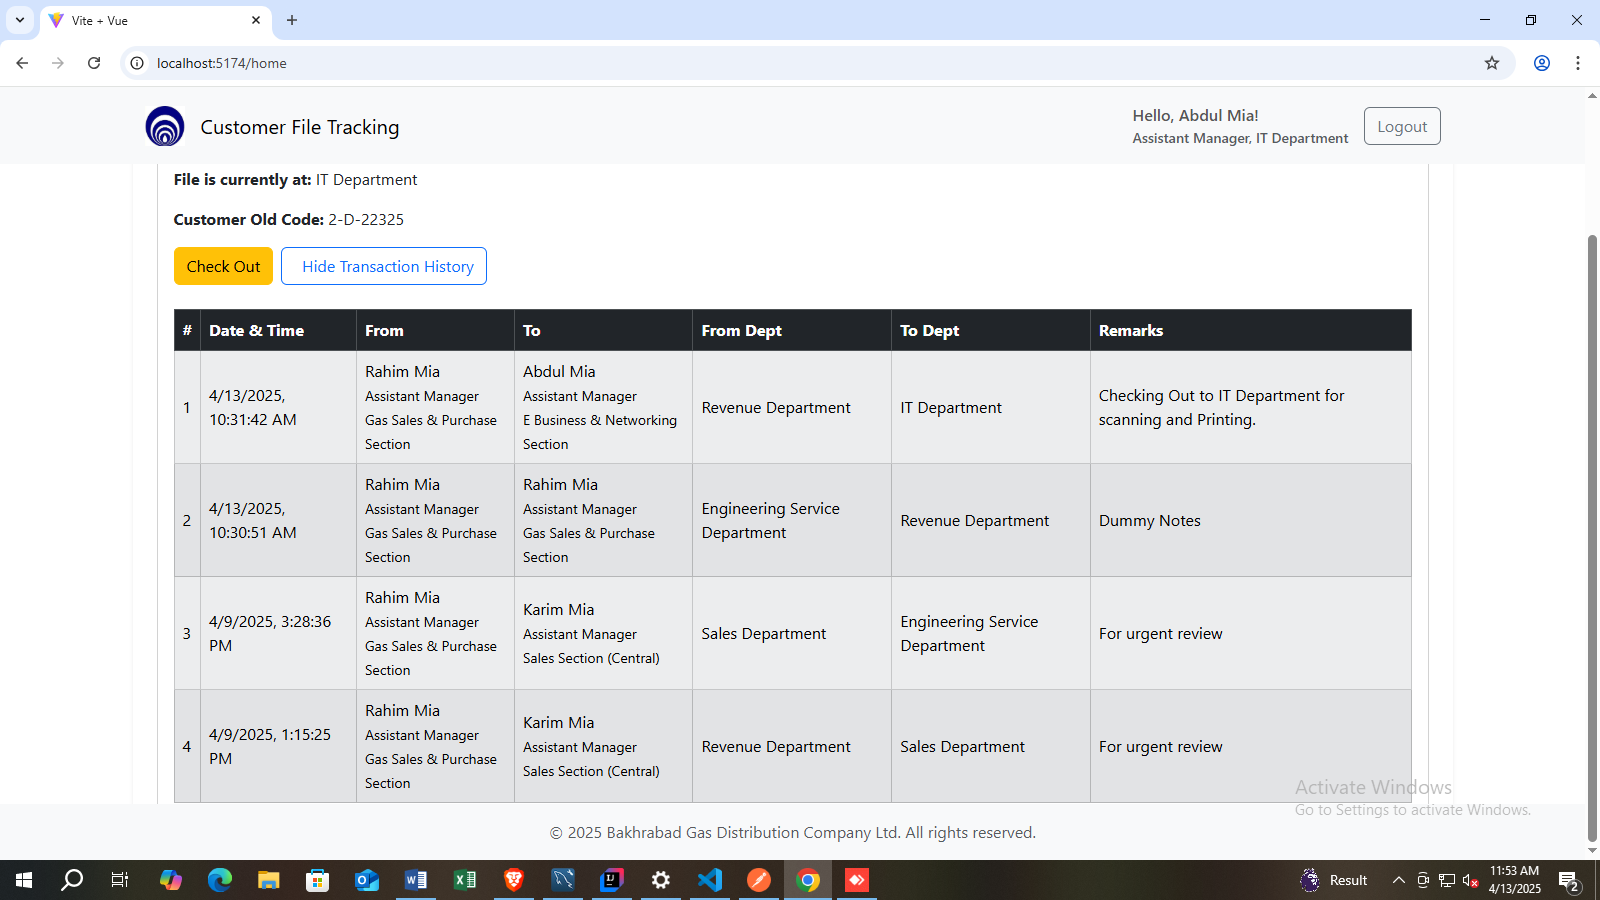 Vite + Vue
localhost:5174/home
Customer File Tracking
Hello, Abdul Mia!
Assistant Manager, IT Department
Logout
File is currently at: IT Department
Customer Old Code: 2-D-22325
Check Out
Hide Transaction History
# Date & Time From To From Dept To Dept Remarks
1
4/13/2025,
10:31:42 AM
Rahim Mia
Assistant Manager
Gas Sales & Purchase
Section
Abdul Mia
Assistant Manager
E Business & Networking
Section
Revenue Department
IT Department
Checking Out to IT Department for
scanning and Printing.
2
4/13/2025,
10:30:51 AM
Rahim Mia
Assistant Manager
Gas Sales & Purchase
Section
Rahim Mia
Assistant Manager
Gas Sales & Purchase
Section
Engineering Service
Department
Revenue Department
Dummy Notes
3
4/9/2025, 3:28:36
PM
Rahim Mia
Assistant Manager
Gas Sales & Purchase
Section
Karim Mia
Assistant Manager
Sales Section (Central)
Sales Department
Engineering Service
Department
For urgent review
4
4/9/2025, 1:15:25
PM
Rahim Mia
Assistant Manager
Gas Sales & Purchase
Section
Karim Mia
Assistant Manager
Sales Section (Central)
Revenue Department
Sales Department
For urgent review
Activate Windows
Go to Settings to activate Windows.
© 2025 Bakhrabad Gas Distribution Company Ltd. All rights reserved.
Result
11:53 AM
4/13/2025
2